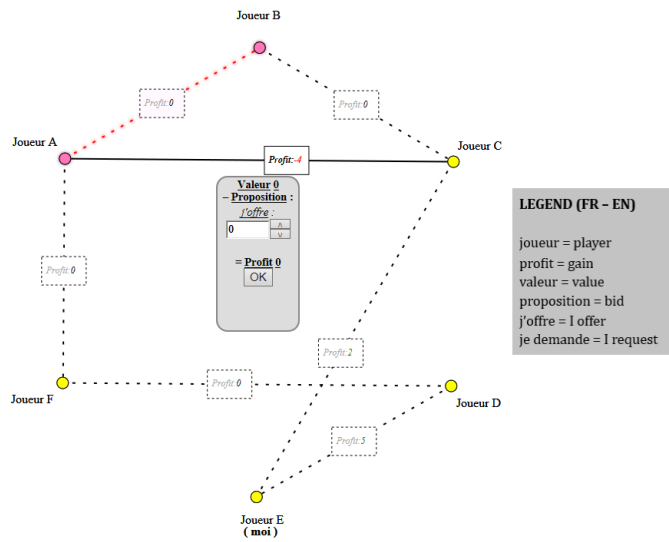 Joueur B
Profit:0
Profit:0
Joueur A
Joueur C
Profit:-4
Valeur 0
– Proposition :
j'offre :
0
= Profit 0
OK
LEGEND (FR – EN)
joueur = player
profit = gain
valeur = value
proposition = bid
j'offre = I offer
je demande = I request
Profit:0
Profit:2
Profit:0
Joueur F
Joueur D
Profit:5
Joueur E
( moi )